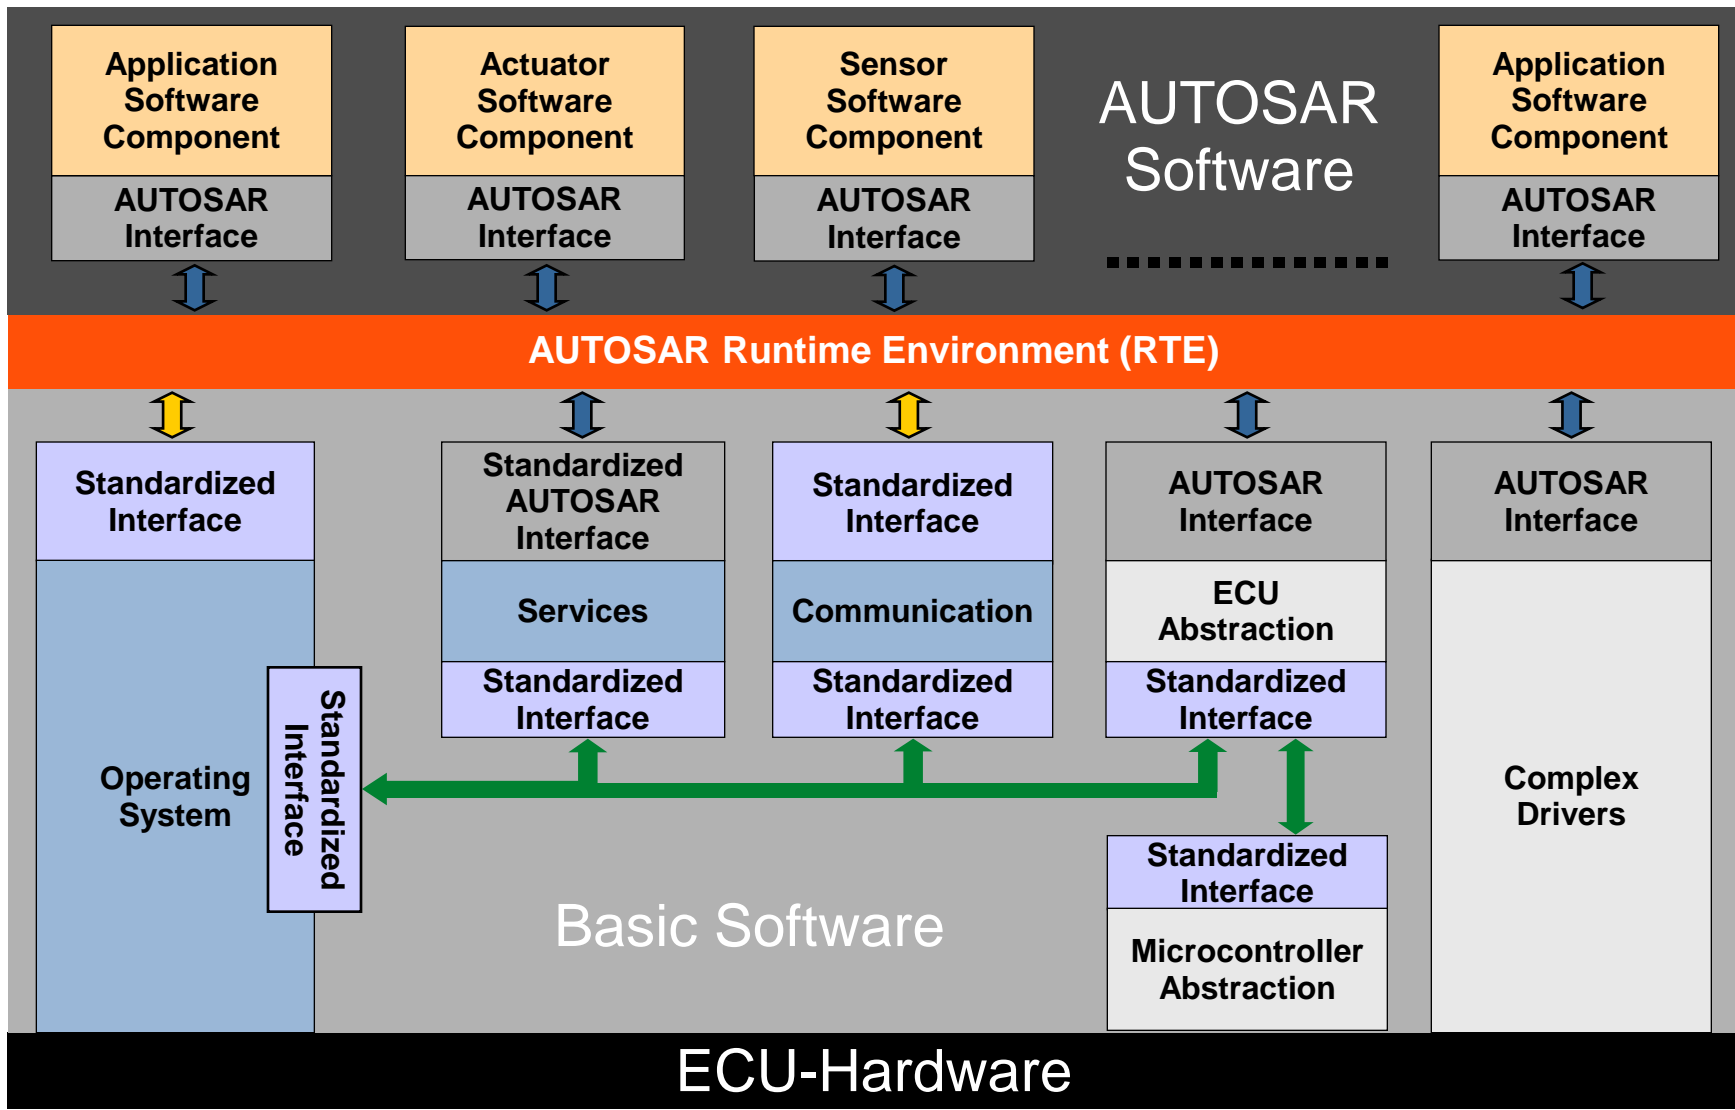 Application
Software
Component
AUTOSAR
Interface
Actuator
Software
Component
AUTOSAR
Interface
Sensor
Software
Component
AUTOSAR
Interface
AUTOSAR
Software
Application
Software
Component
AUTOSAR
Interface
AUTOSAR Runtime Environment (RTE)
Standardized
Interface
Operating
System
Standardized
Interface
Standardized
AUTOSAR
Interface
Services
Standardized
Interface
Standardized
Interface
Communication
Standardized
Interface
AUTOSAR
Interface
ECU
Abstraction
Standardized
Interface
Standardized
Interface
Microcontroller
Abstraction
AUTOSAR
Interface
Complex
Drivers
Basic Software
ECU-Hardware